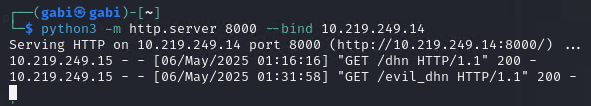 ┌──(gabi㉿gabi)-[~]
└─$ python3 -m http.server 8000 --bind 10.219.249.14
Serving HTTP on 10.219.249.14 port 8000 (http://10.219.249.14:8000/) ...
10.219.249.15 - - [06/May/2025 01:16:16] "GET /dhn HTTP/1.1" 200 -
10.219.249.15 - - [06/May/2025 01:31:58] "GET /evil_dhn HTTP/1.1" 200 -